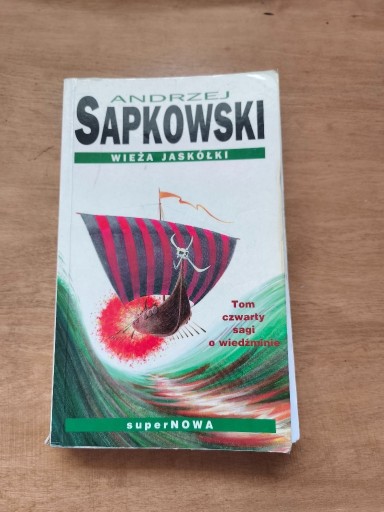 ANDRZEJ
SAPKOWSKI
WIEŻA JASKÓŁKI
Tom
czwarty
sagi
o wiedźminie
superNOWA